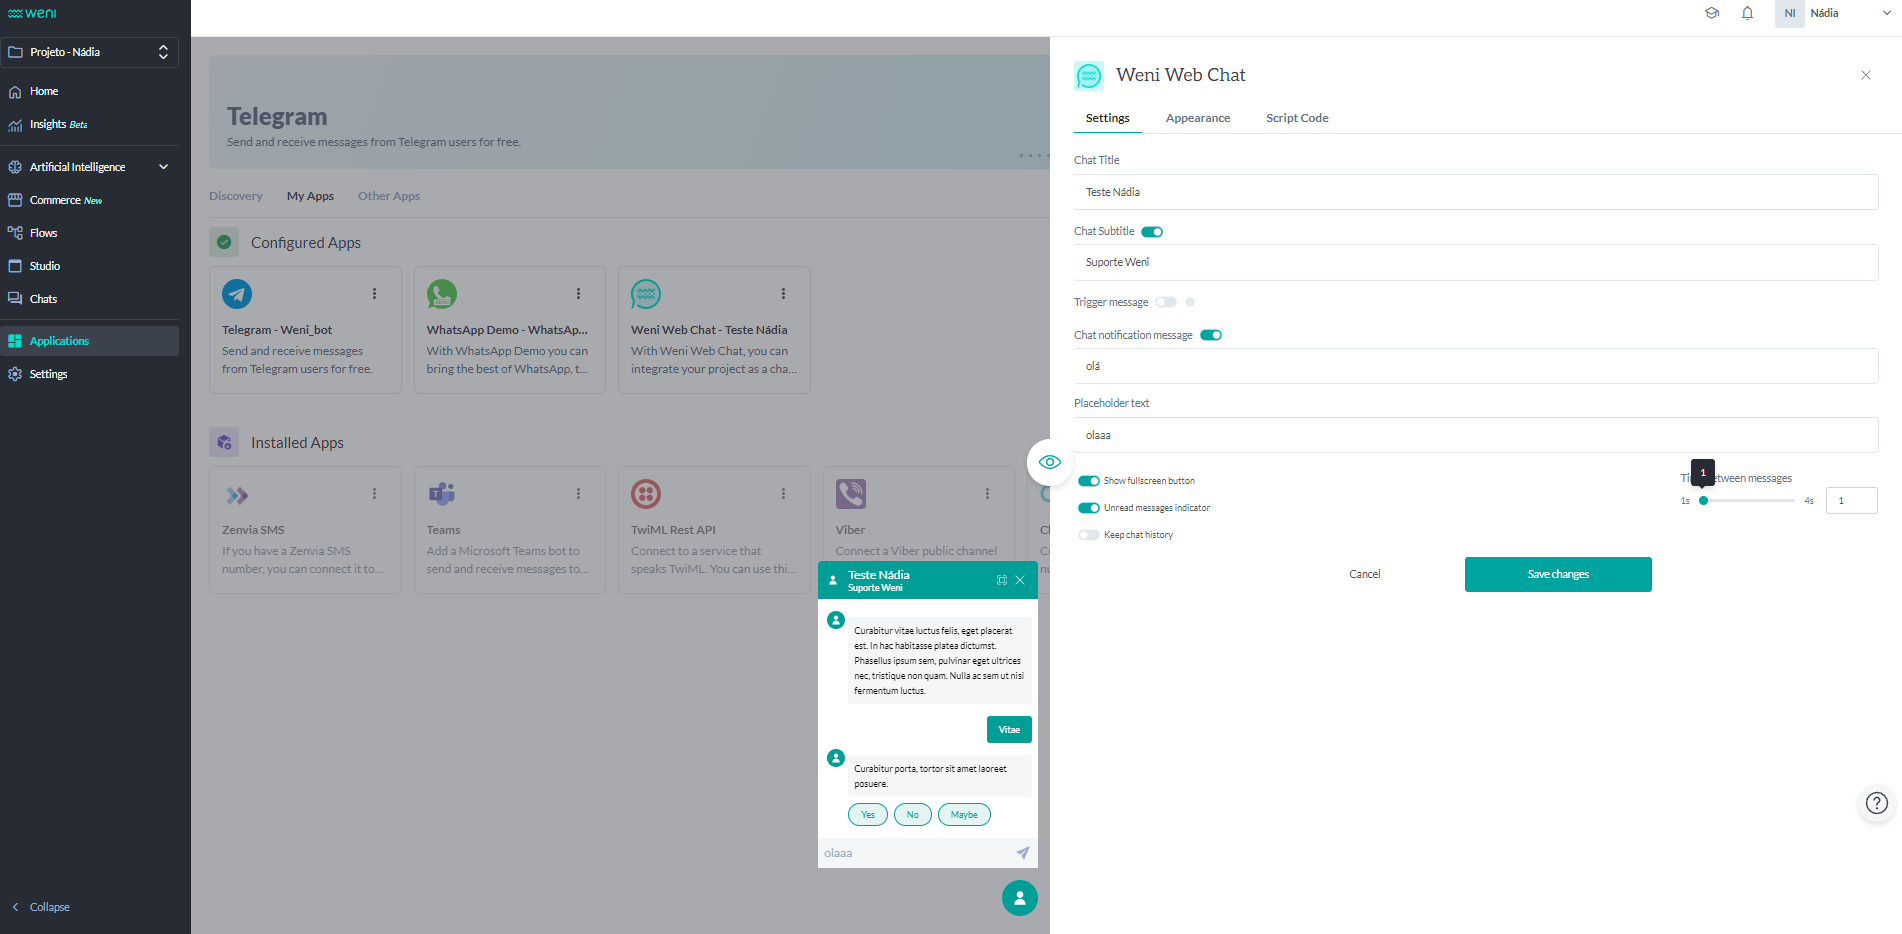 weni
NI Nádia
Projeto - Nádia
Home
Insights Beta
Artificial Intelligence
Commerce New
Flows
Studio
Chats
Applications
Settings
Collapse
Telegram
Send and receive messages from Telegram users for free.
Discovery My Apps Other Apps
Configured Apps
Telegram - Weni_bot
Send and receive messages
from Telegram users for free.
WhatsApp Demo - WhatsAp...
With WhatsApp Demo you can
bring the best of WhatsApp, t...
Weni Web Chat - Teste Nádia
With Weni Web Chat, you can
integrate your project as a cha...
Installed Apps
Zenvia SMS
If you have a Zenvia SMS
number, you can connect it to...
Teams
Add a Microsoft Teams bot to
send and receive messages to...
TwiML Rest API
Connect to a service that
speaks TwiML. You can use thi...
Viber
Connect a Viber public channel
Teste Nádia
Suporte Weni
Curabitur vitae luctus felis, eget placerat
est. In hac habitasse platea dictumst.
Phasellus ipsum sem, pulvinar eget ultrices
nec, tristique non quam. Nulla ac sem ut nisi
fermentum luctus.
Vitae
Curabitur porta, tortor sit amet laoreet
posuere.
Yes No Maybe
olaaa
Weni Web Chat
Settings Appearance Script Code
Chat Title
Teste Nádia
Chat Subtitle
Suporte Weni
Trigger message
Chat notification message
olá
Placeholder text
olaaa
Show fullscreen button
Unread messages indicator
Keep chat history
1
between messages
1s 4s 1
Cancel Save changes